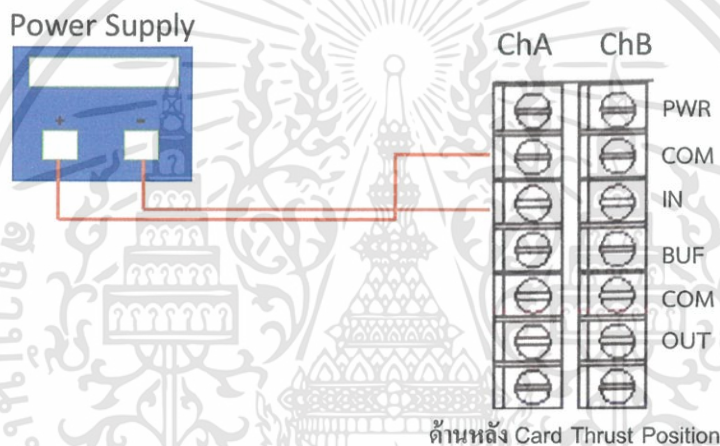 Power Supply
+ -
ChA ChB
PWR
COM
IN
BUF
COM
OUT
ด้านหลัง Card Thrust Position